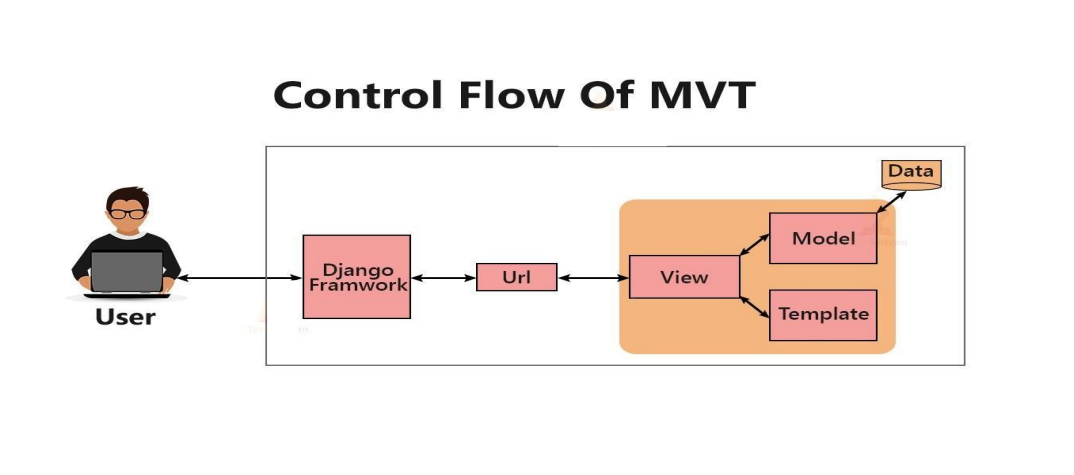 Control Flow Of MVT
Data
Model
Django
Framwork
Url
View
Template
User